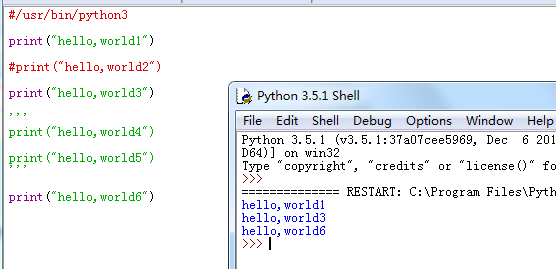 #/usr/bin/python3
print("hello,world1")
#print("hello,world2")
print("hello,world3")
'''
print("hello,world4")
print("hello,world5")
'''
print("hello,world6")
Python 3.5.1 Shell
File Edit Shell Debug Options Window Help
Python 3.5.1 (v3.5.1:37a07cee5969, Dec  6 201
D64)] on win32
Type "copyright", "credits" or "license()" fo
>>>
============== RESTART: C:\Program Files\Pyth
hello,world1
hello,world3
hello,world6
>>>